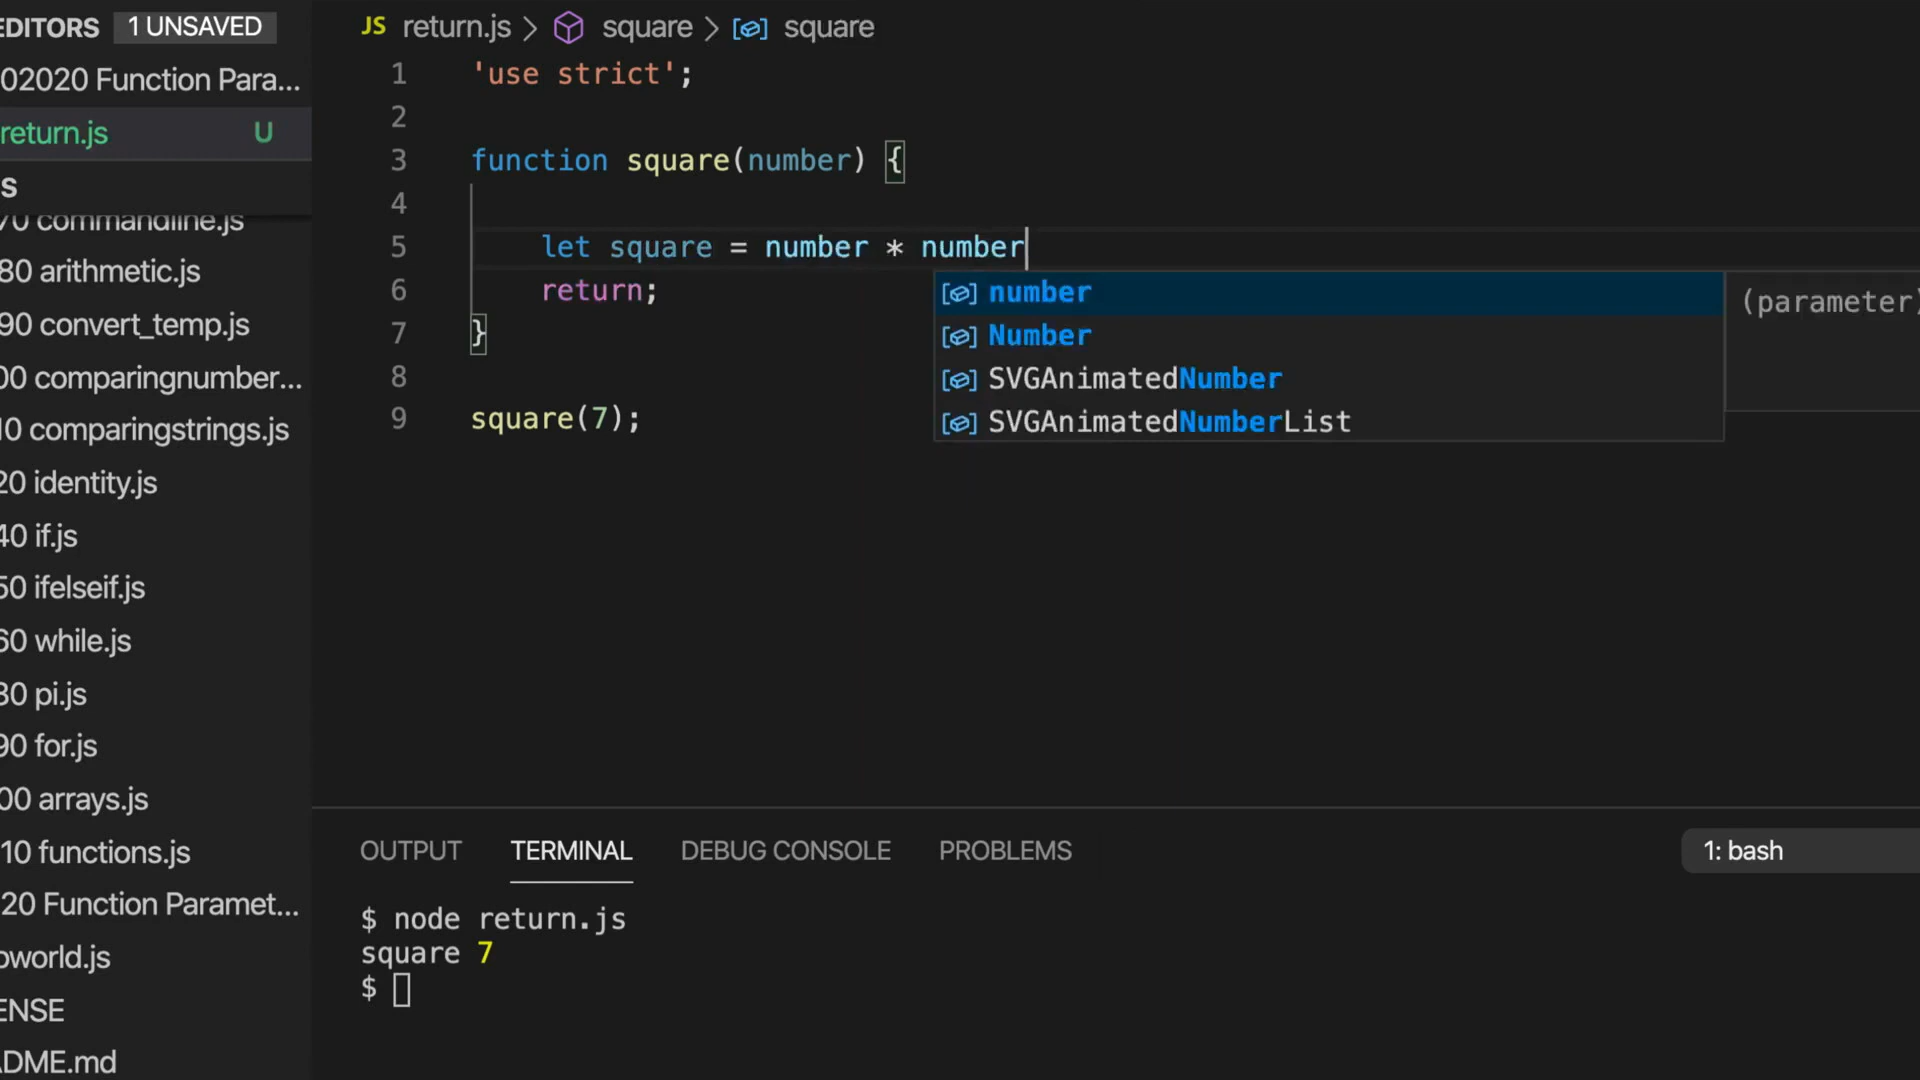 EDITORS 1 UNSAVED
02020 Function Para...
return.js U
s
70 commandline.js
80 arithmetic.js
90 convert_temp.js
00 comparingnumber...
10 comparingstrings.js
20 identity.js
40 if.js
50 ifelseif.js
60 while.js
80 pi.js
90 for.js
00 arrays.js
10 functions.js
20 Function Paramet...
oworld.js
ENSE
ADME.md
JS return.js > square > square
1 'use strict';
2
3 function square(number) {
4
5 let square = number * number
6 return;
7 }
8
9 square(7);
number
Number
SVGAnimatedNumber
SVGAnimatedNumberList
(parameter)
OUTPUT TERMINAL DEBUG CONSOLE PROBLEMS 1: bash
$ node return.js
square 7
$